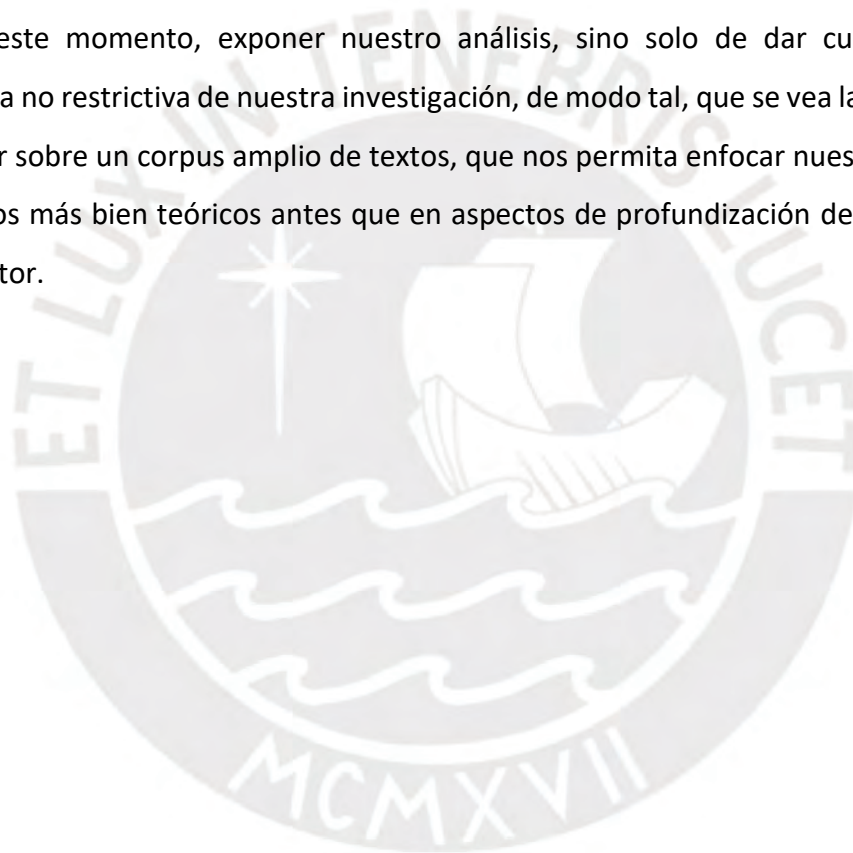 este momento, exponer nuestro análisis, sino solo de dar cu
a no restrictiva de nuestra investigación, de modo tal, que se vea la
r sobre un corpus amplio de textos, que nos permita enfocar nues
os más bien teóricos antes que en aspectos de profundización de
tor.
ET LUX IN TENEBRIS LUCET
MCMXVII